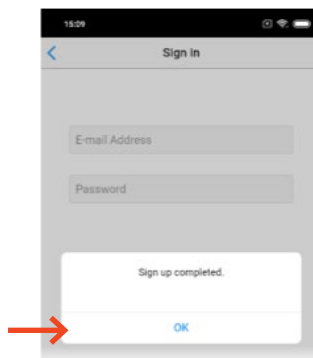 15:09
Sign in
E-mail Address
Password
Sign up completed.
OK